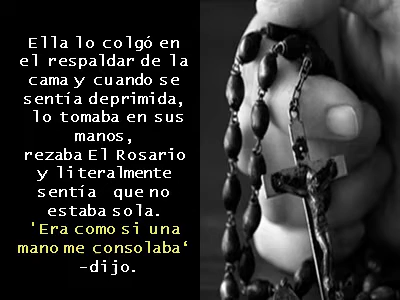 Ella lo colgó en
el respaldar de la
cama y cuando se
sentía deprimida,
lo tomaba en sus
manos,
rezaba El Rosario
y literalmente
sentía que no
estaba sola.
'Era como si una
mano me consolaba‘
-dijo.